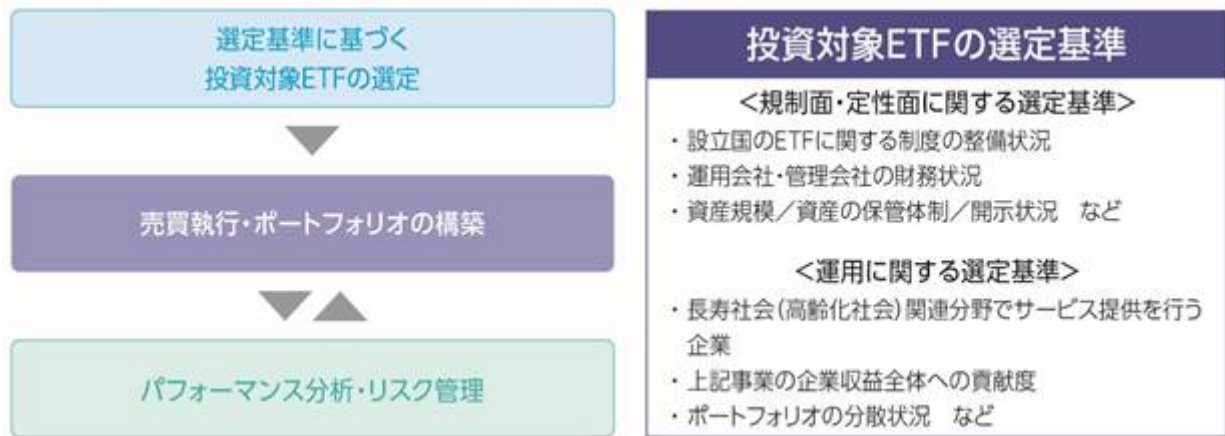 選定基準に基づく
投資対象ETFの選定
売買執行・ポートフォリオの構築
パフォーマンス分析・リスク管理
投資対象ETFの選定基準
＜規制面・定性面に関する選定基準＞
・設立国のETFに関する制度の整備状況
・運用会社・管理会社の財務状況
・資産規模／資産の保管体制／開示状況　など
＜運用に関する選定基準＞
・長寿社会(高齢化社会)関連分野でサービス提供を行う
企業
・上記事業の企業収益全体への貢献度
・ポートフォリオの分散状況　など